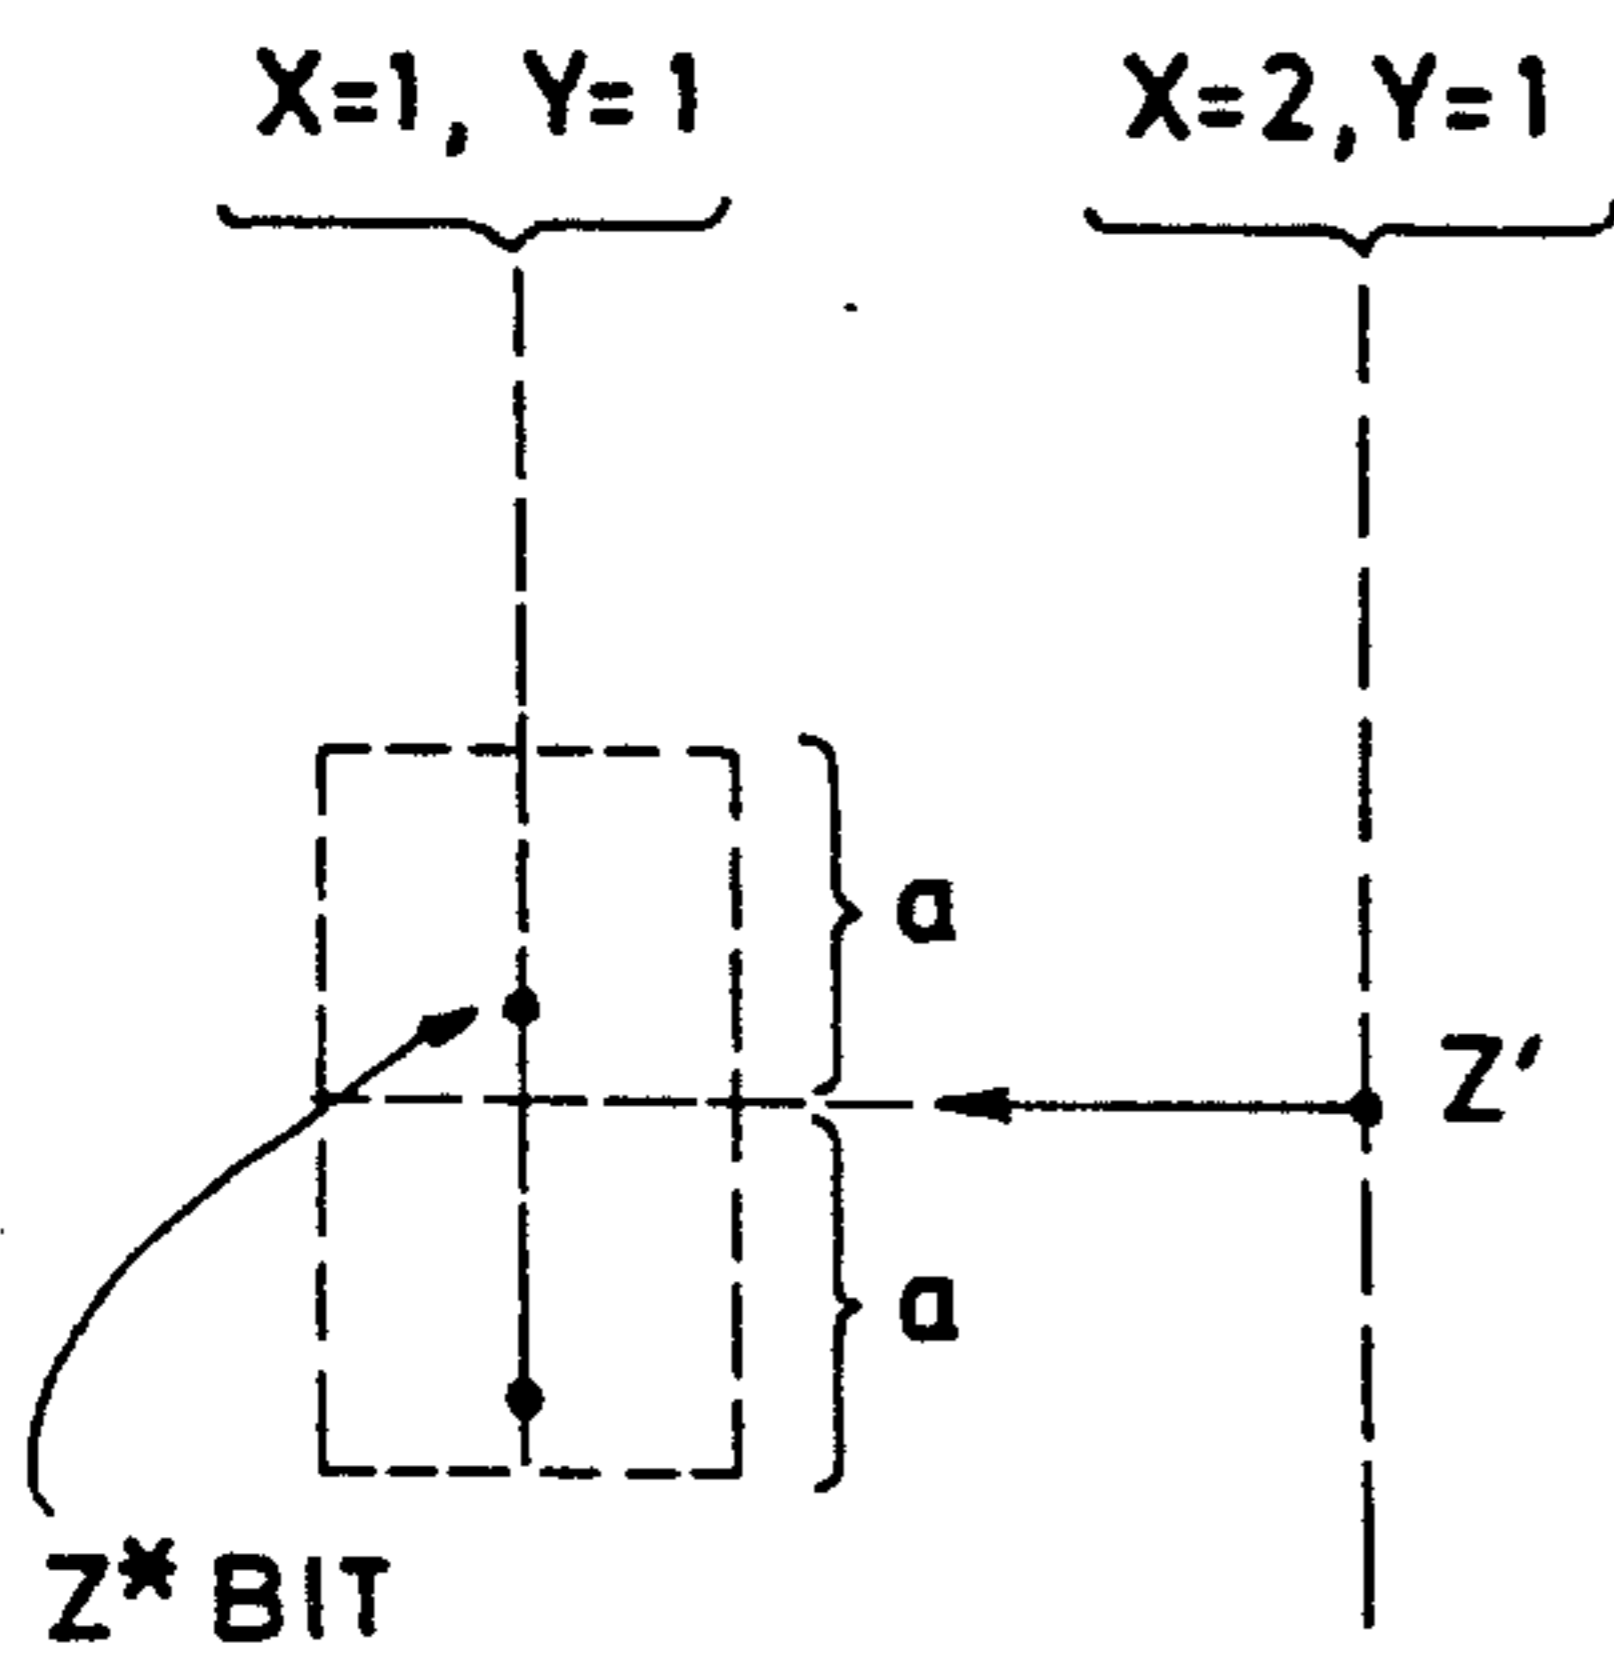 X=1, Y=1
X=2, Y=1
a
Z′
a
Z* BIT